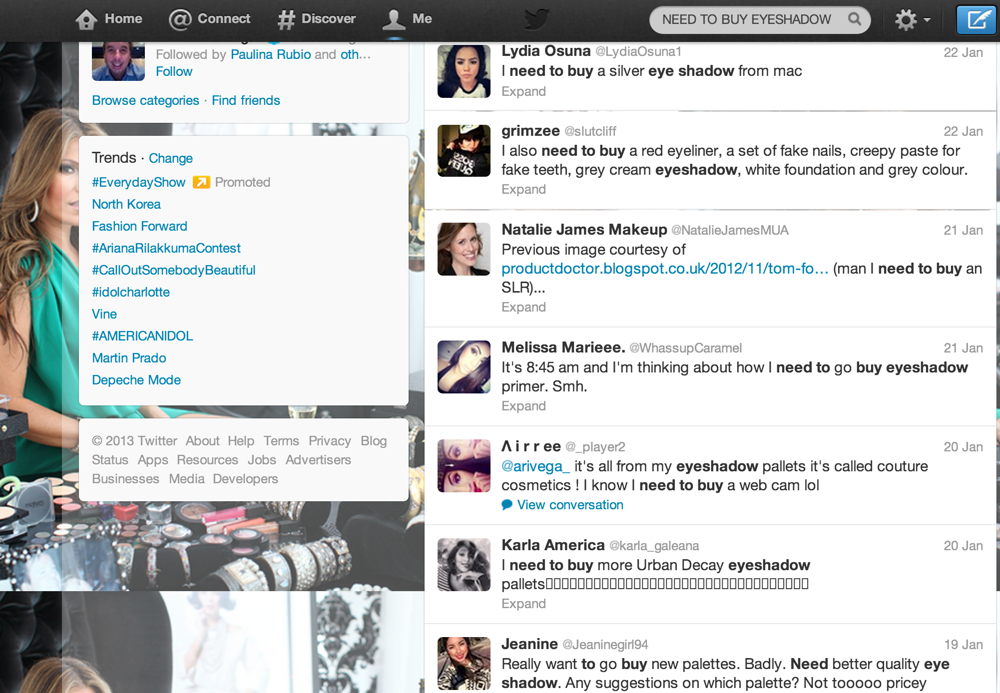 Home
Connect
Discover
Me
NEED TO BUY EYESHADOW
Followed by Paulina Rubio and oth...
Follow
Browse categories · Find friends
Trends · Change
#EverydayShow Promoted
North Korea
Fashion Forward
#ArianaRilakkumaContest
#CallOutSomebodyBeautiful
#idolcharlotte
Vine
#AMERICANIDOL
Martin Prado
Depeche Mode
© 2013 Twitter About Help Terms Privacy Blog
Status Apps Resources Jobs Advertisers
Businesses Media Developers
motives
Lydia Osuna @LydiaOsuna1 22 Jan
I need to buy a silver eye shadow from mac
Expand
grimzee @slutcliff 22 Jan
I also need to buy a red eyeliner, a set of fake nails, creepy paste for
fake teeth, grey cream eyeshadow, white foundation and grey colour.
Expand
Natalie James Makeup @NatalieJamesMUA 21 Jan
Previous image courtesy of
productdoctor.blogspot.co.uk/2012/11/tom-fo... (man I need to buy an
SLR)...
Expand
Melissa Marieee. @WhassupCaramel 21 Jan
It's 8:45 am and I'm thinking about how I need to go buy eyeshadow
primer. Smh.
Expand
Λ i r r ee @_player2 20 Jan
@arivega_ it's all from my eyeshadow pallets it's called couture
cosmetics ! I know I need to buy a web cam lol
View conversation
Karla America @karla_galeana 20 Jan
I need to buy more Urban Decay eyeshadow
pallets
Expand
Jeanine @Jeaninegirl94 19 Jan
Really want to go buy new palettes. Badly. Need better quality eye
shadow. Any suggestions on which palette? Not tooooo pricey